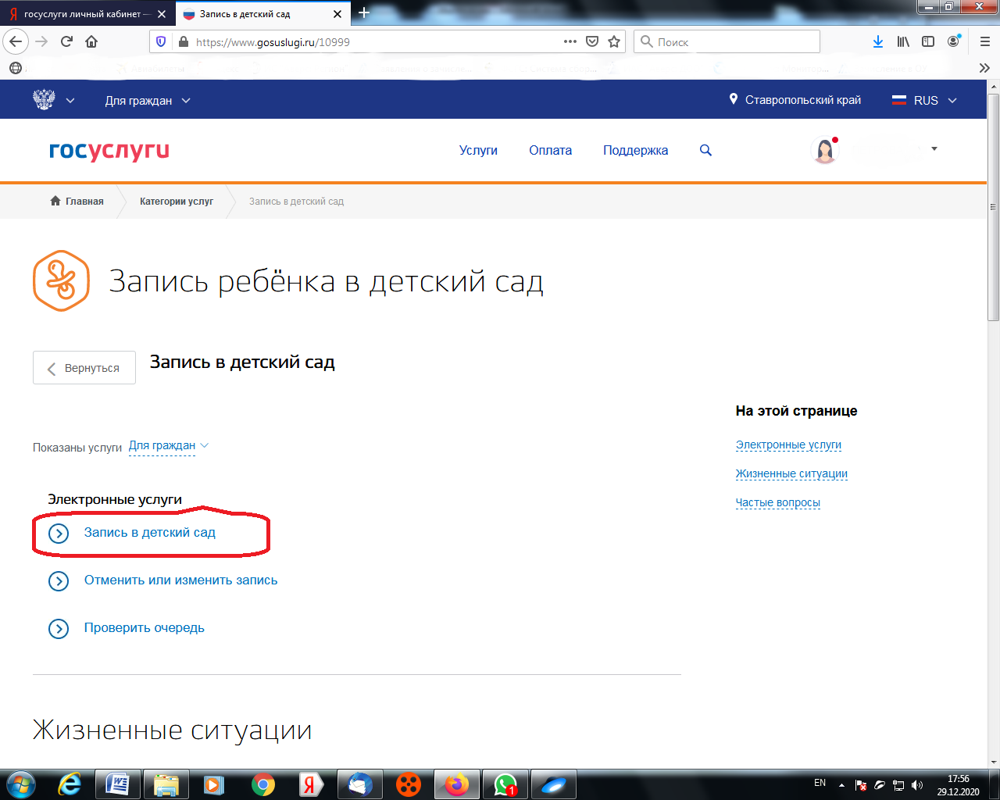 госуслуги личный кабинет —
Запись в детский сад
https://www.gosuslugi.ru/10999
Поиск
Для граждан
Ставропольский край
RUS
госуслуги
Услуги
Оплата
Поддержка
Главная
Категории услуг
Запись в детский сад
Запись ребёнка в детский сад
Вернуться
Запись в детский сад
На этой странице
Показаны услуги Для граждан
Электронные услуги
Жизненные ситуации
Частые вопросы
Электронные услуги
Запись в детский сад
Отменить или изменить запись
Проверить очередь
Жизненные ситуации
EN
17:56
29.12.2020